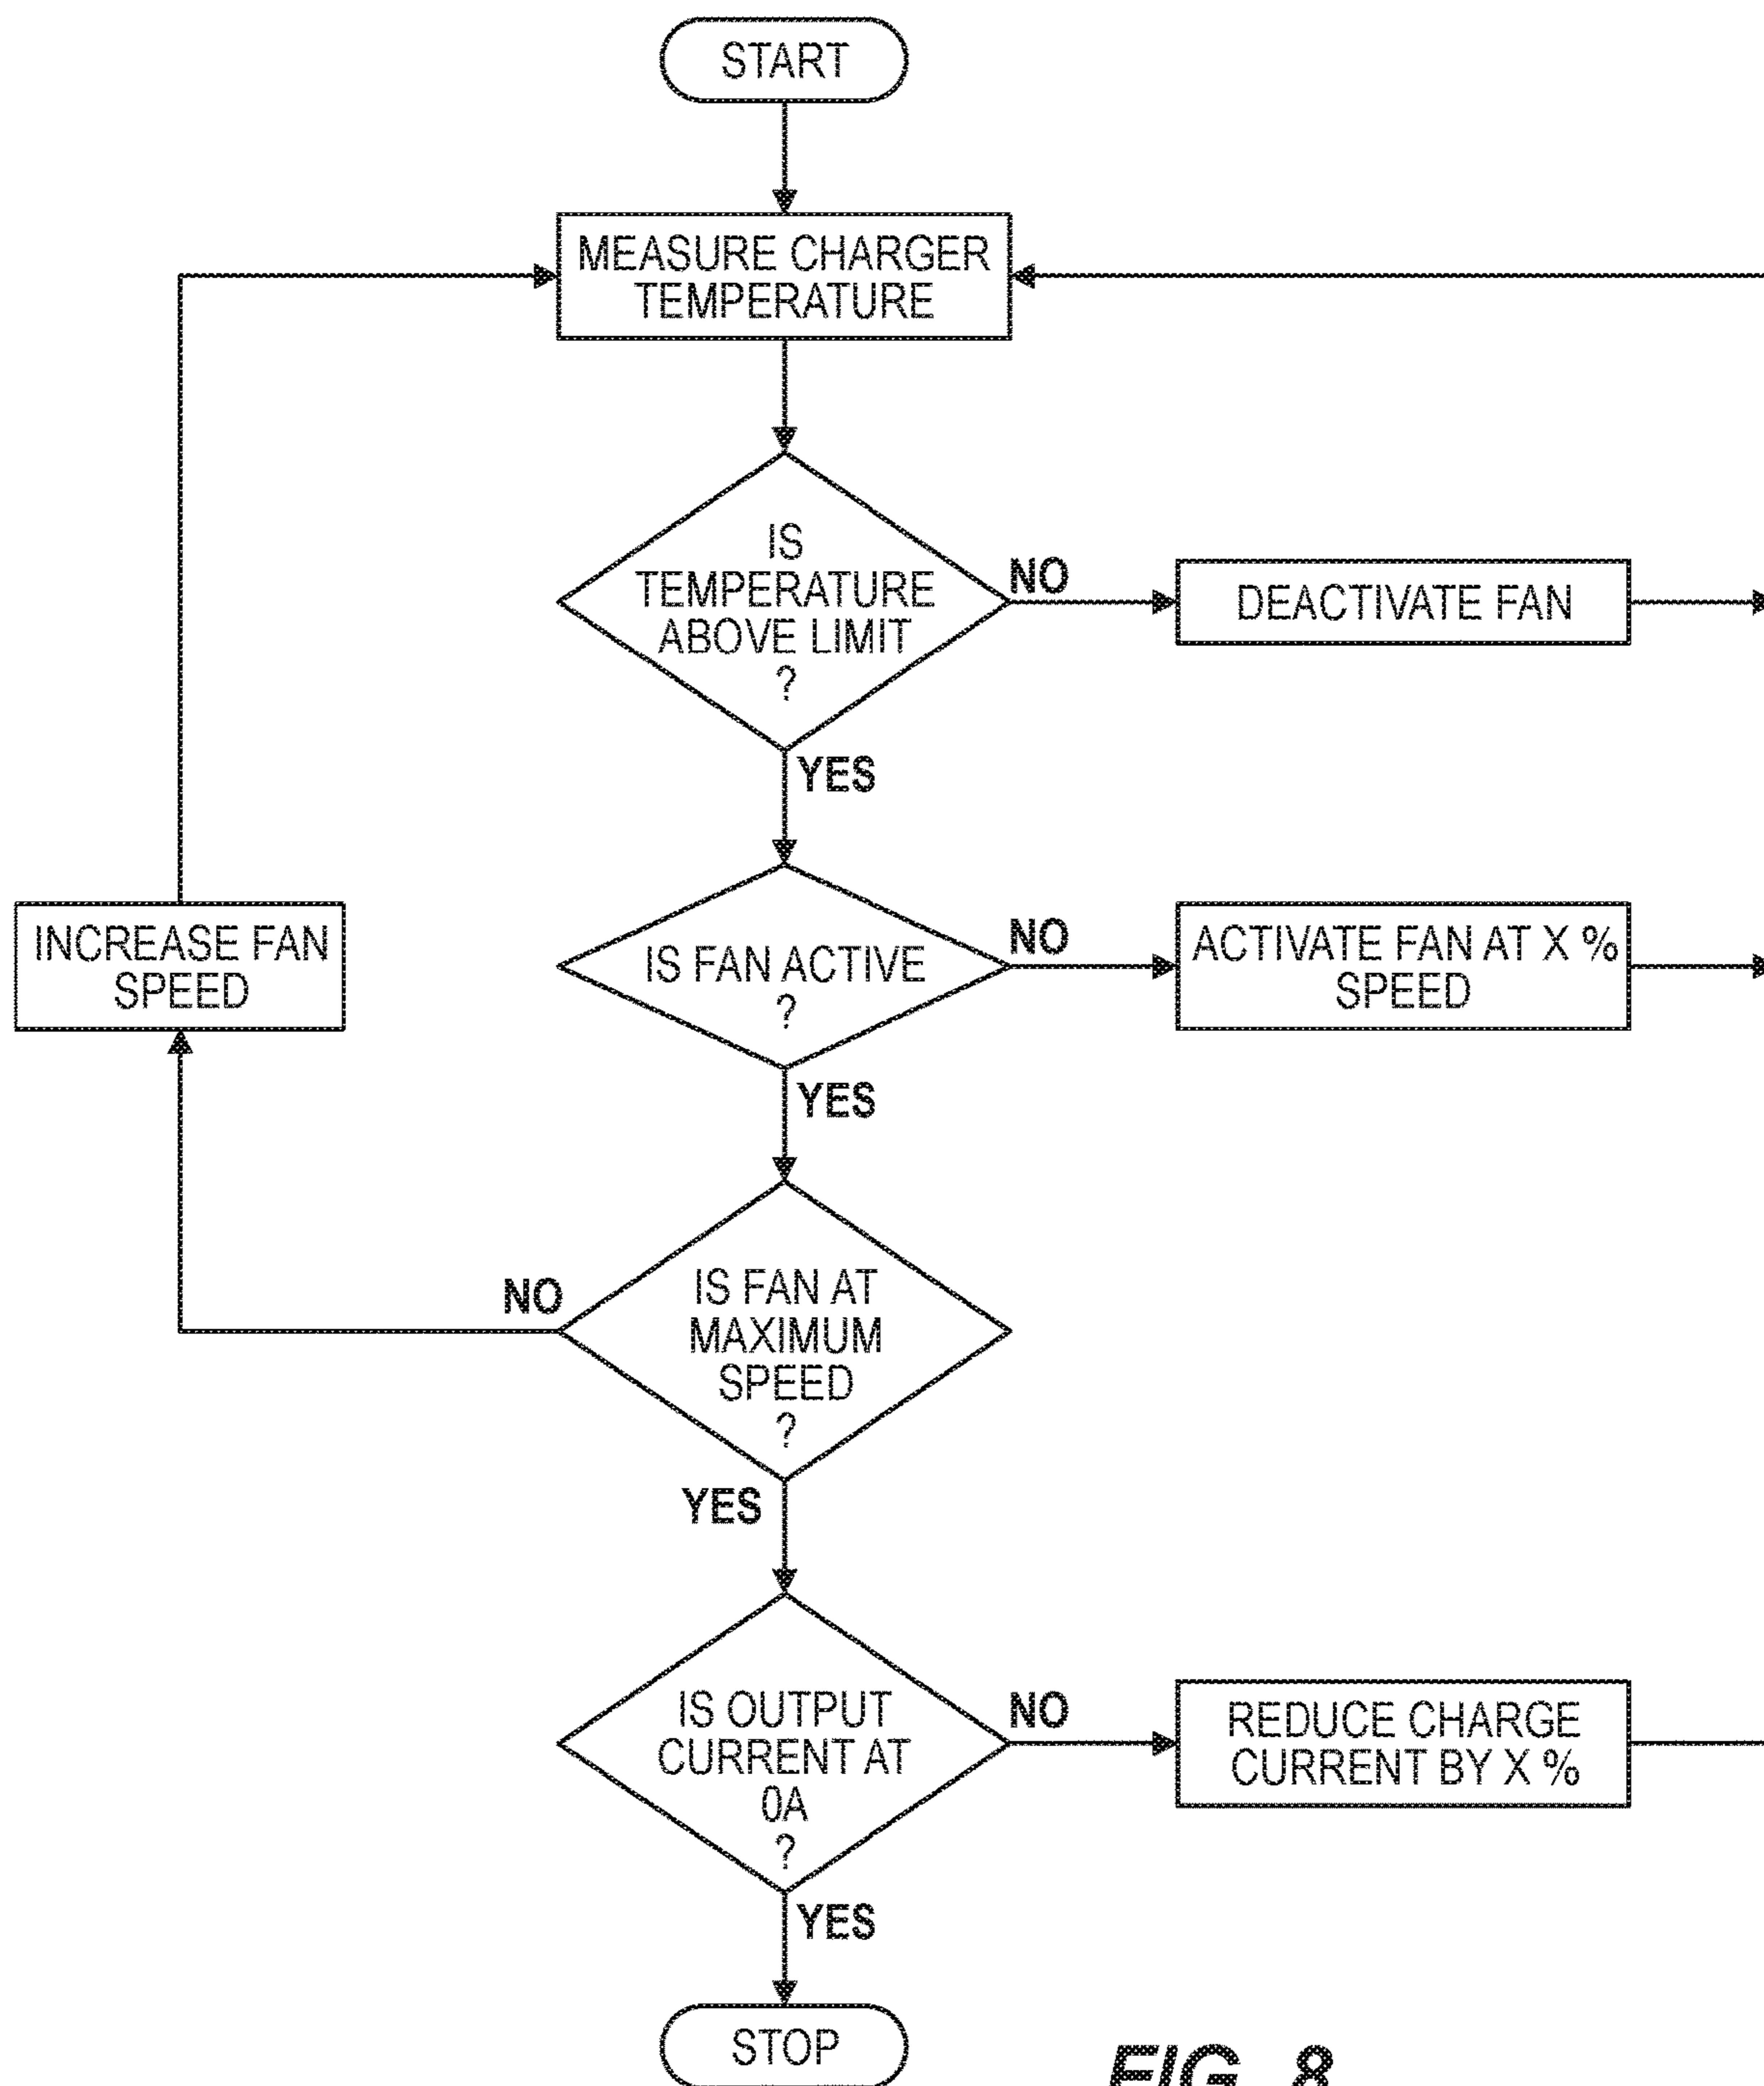 START
MEASURE CHARGER
TEMPERATURE
IS
TEMPERATURE
ABOVE LIMIT
?
NO
DEACTIVATE FAN
YES
INCREASE FAN
SPEED
IS FAN ACTIVE
?
NO
ACTIVATE FAN AT X %
SPEED
YES
NO
IS FAN AT
MAXIMUM
SPEED
?
YES
IS OUTPUT
CURRENT AT
0A
?
NO
REDUCE CHARGE
CURRENT BY X %
YES
STOP
FIG. 8